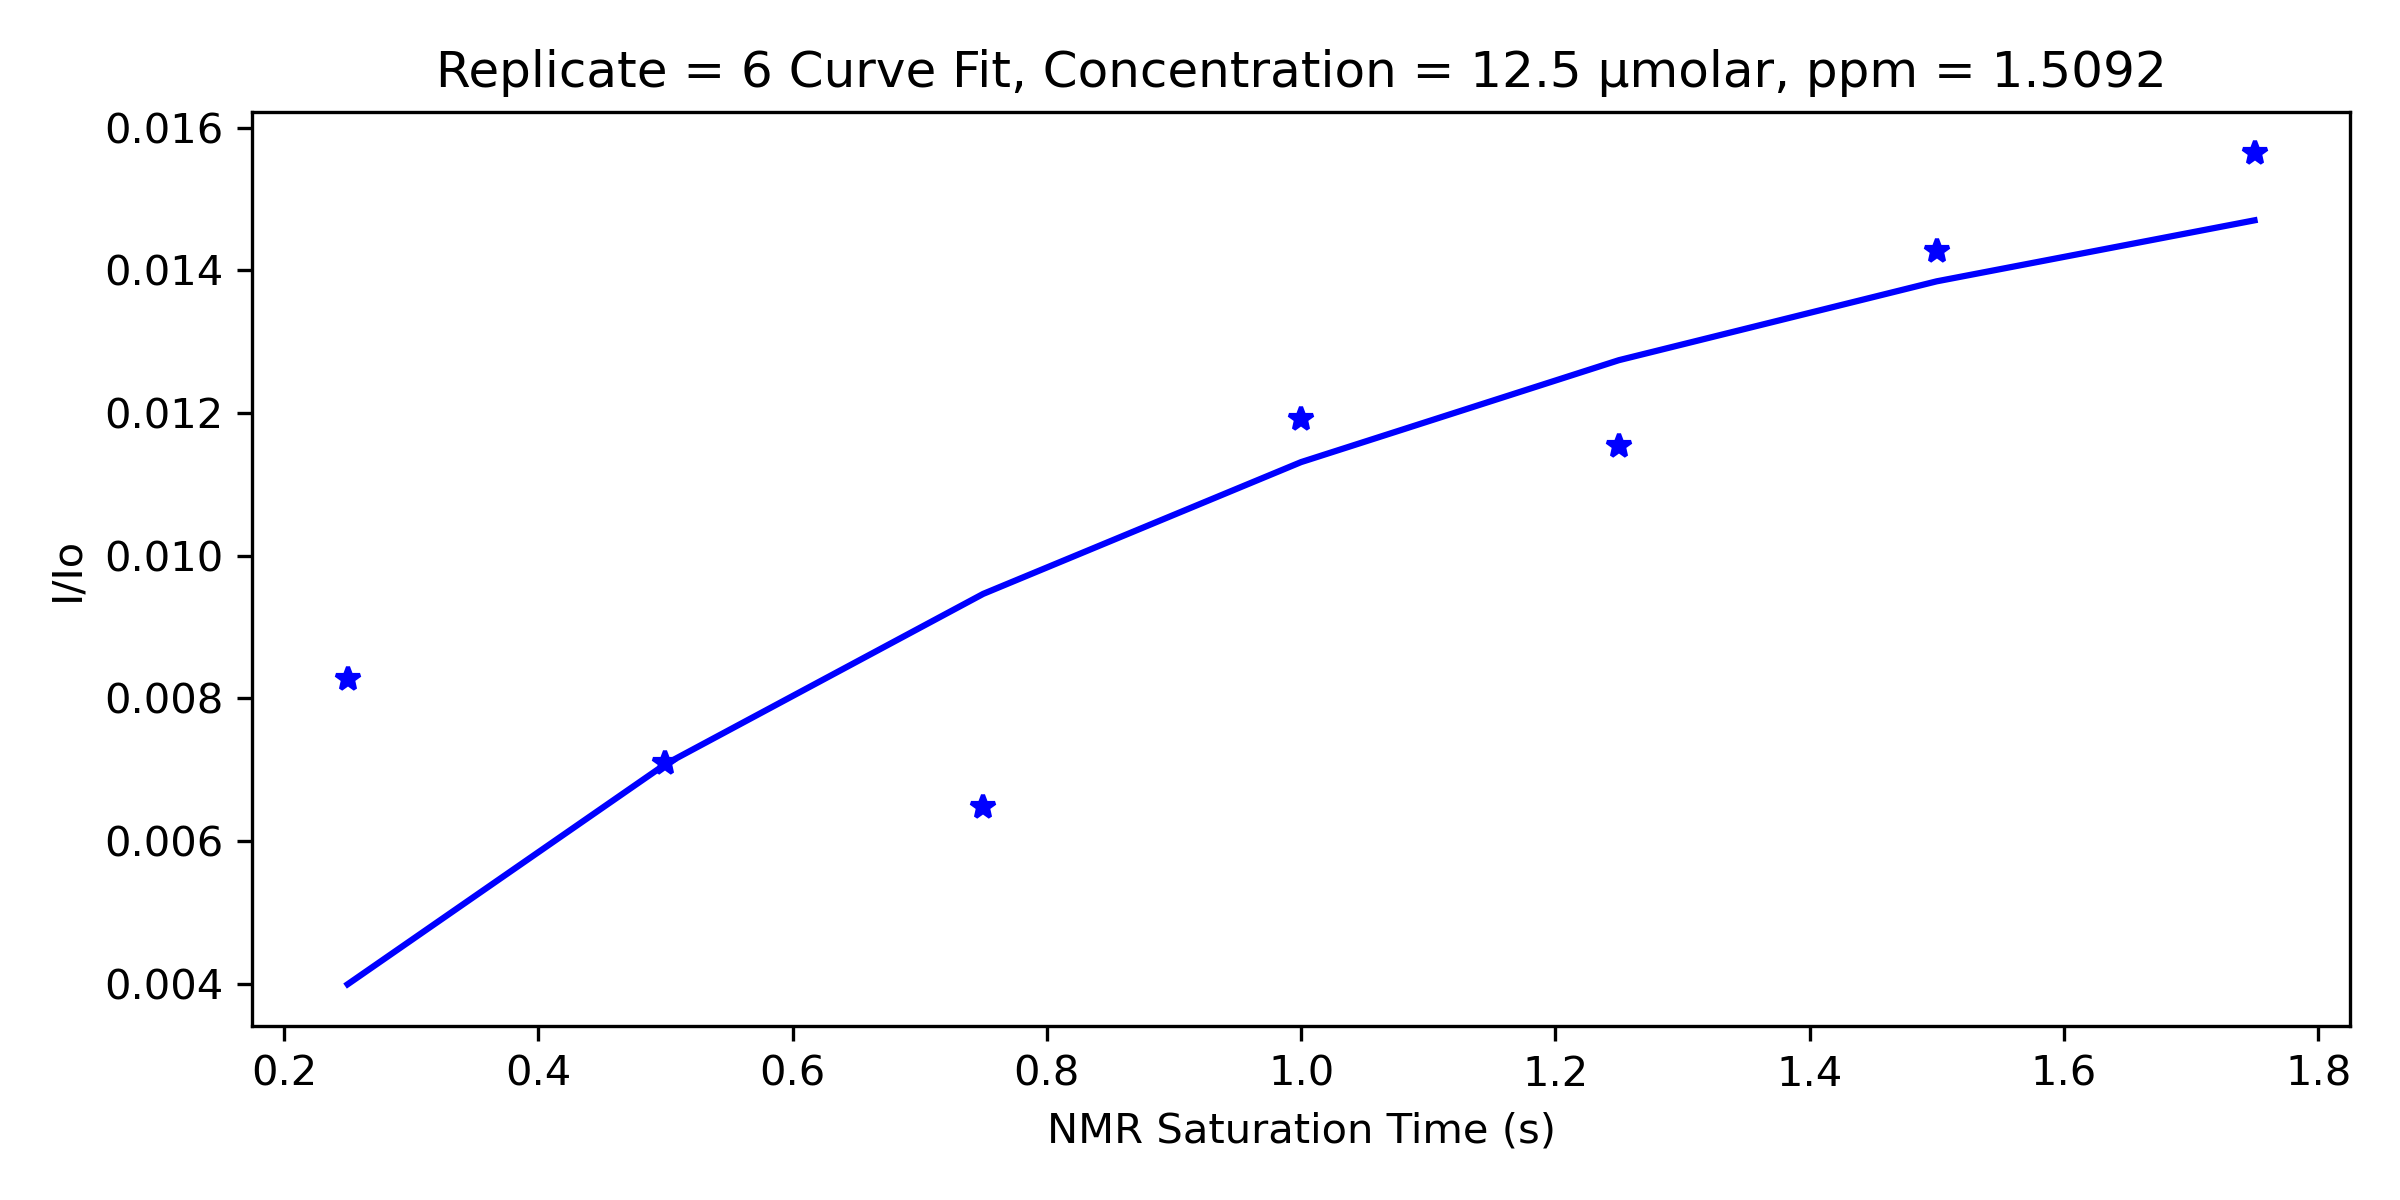 Replicate = 6 Curve Fit, Concentration = 12.5 µmolar, ppm = 1.5092
0.016
0.014
0.012
0.010
0.008
0.006
0.004
I/Io
0.2 0.4 0.6 0.8 1.0 1.2 1.4 1.6 1.8
NMR Saturation Time (s)